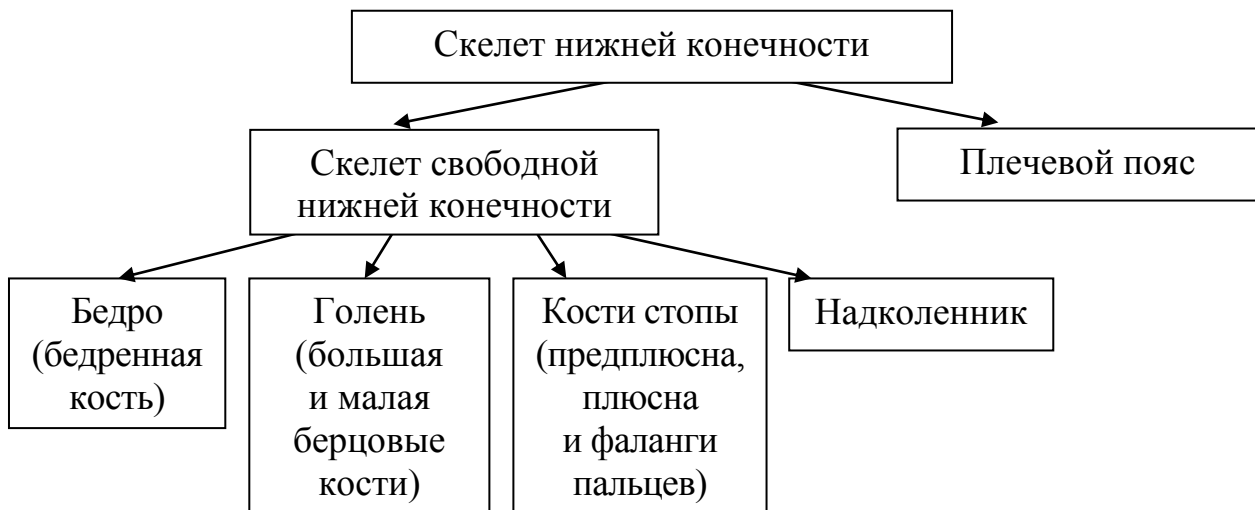 Скелет нижней конечности
Скелет свободной
нижней конечности
Плечевой пояс
Бедро
(бедренная
кость)
Голень
(большая
и малая
берцовые
кости)
Кости стопы
(предплюсна,
плюсна
и фаланги
пальцев)
Надколенник